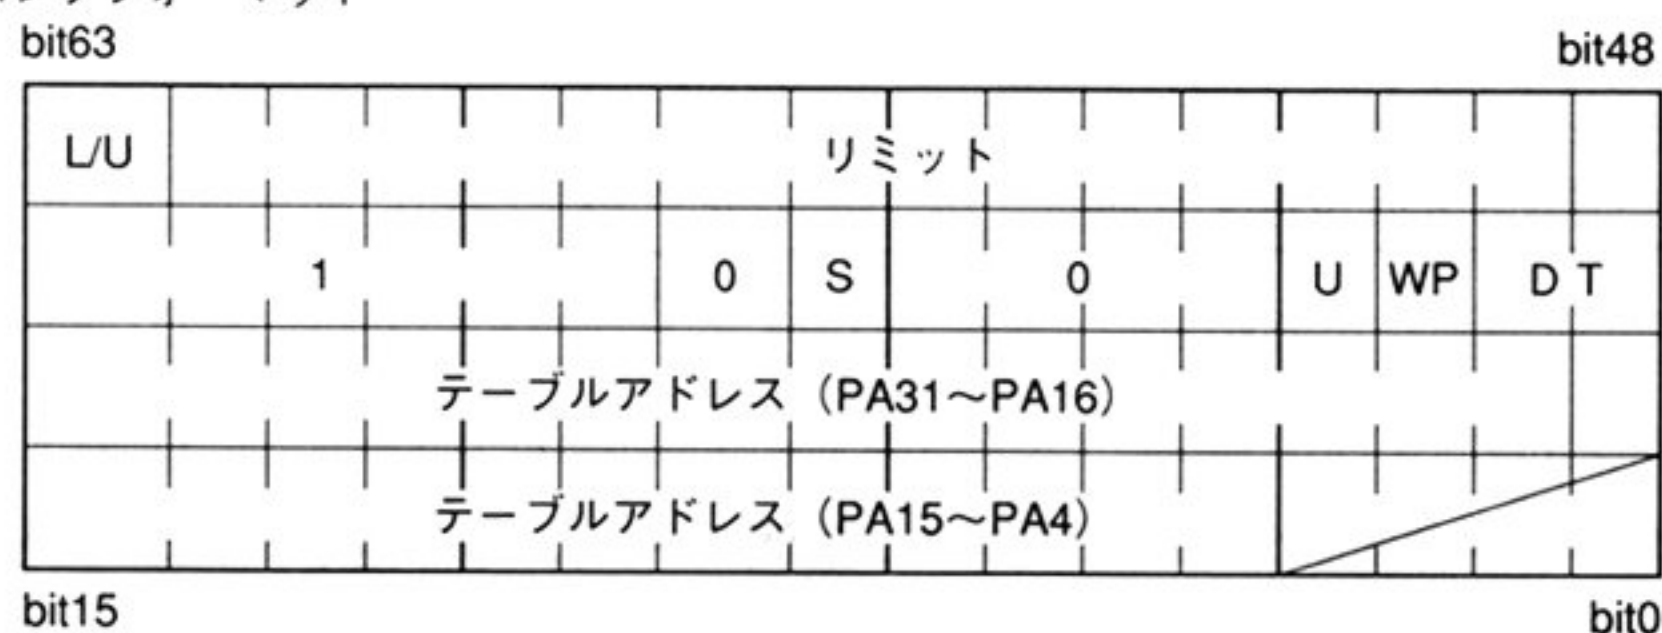 bit63 bit48
L/U リミット
1 0 S 0 U WP D T
テーブルアドレス（PA31～PA16）
テーブルアドレス（PA15～PA4）
bit15 bit0